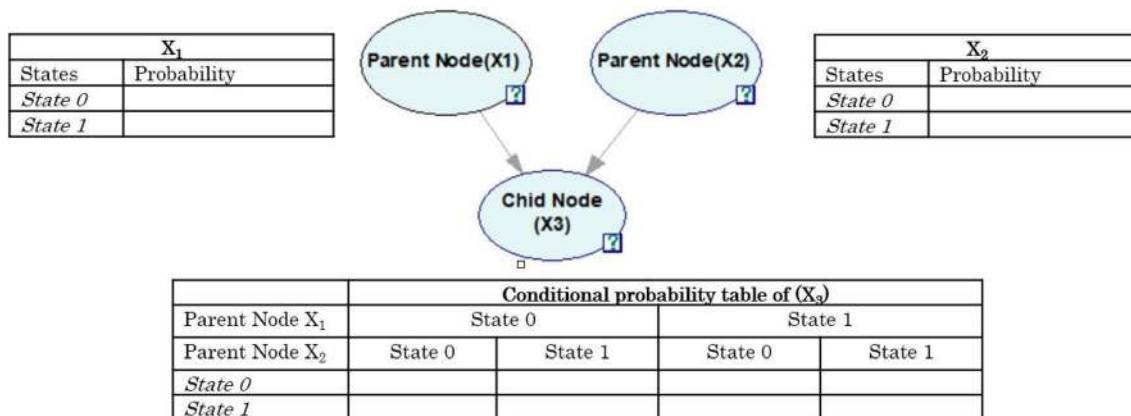 X₁
States Probability
State 0
State 1
Parent Node(X1)
?
Parent Node(X2)
?
X₂
States Probability
State 0
State 1
Chid Node
(X3)
?
Conditional probability table of (X₃)
Parent Node X₁ State 0 State 1
Parent Node X₂ State 0 State 1 State 0 State 1
State 0
State 1